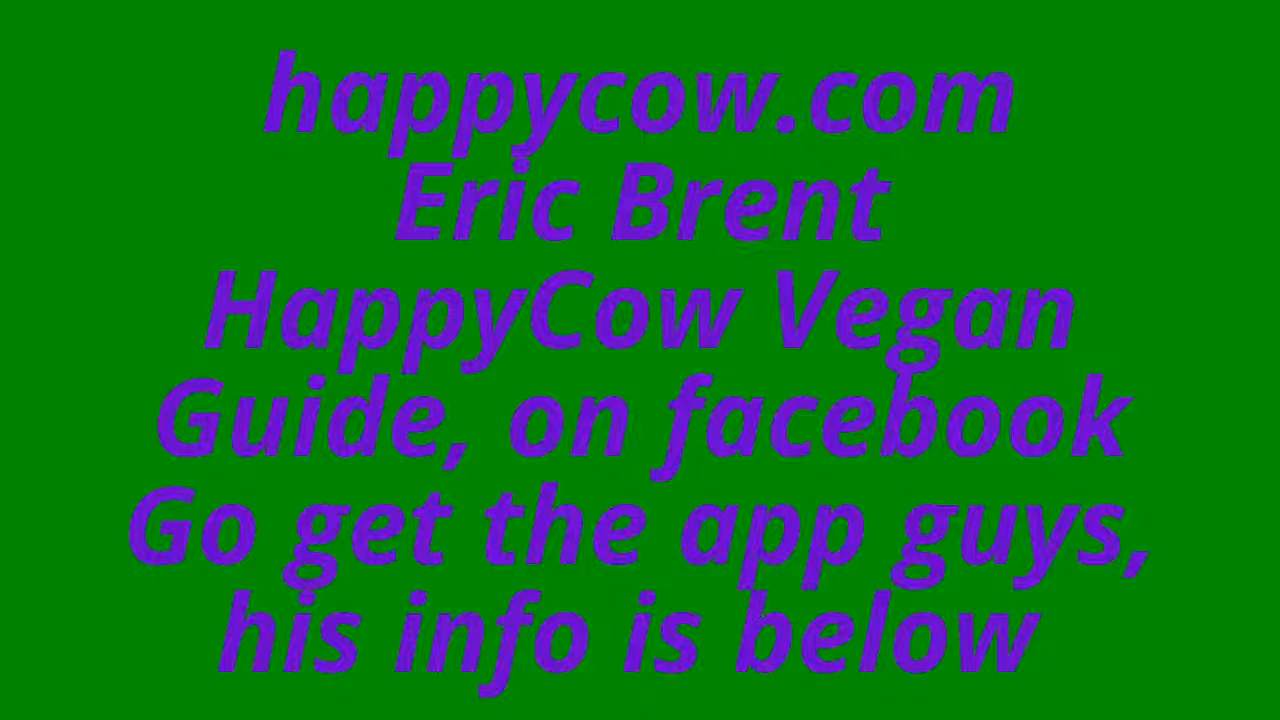 happycow.com
Eric Brent
HappyCow Vegan
Guide, on facebook
Go get the app guys,
his info is below